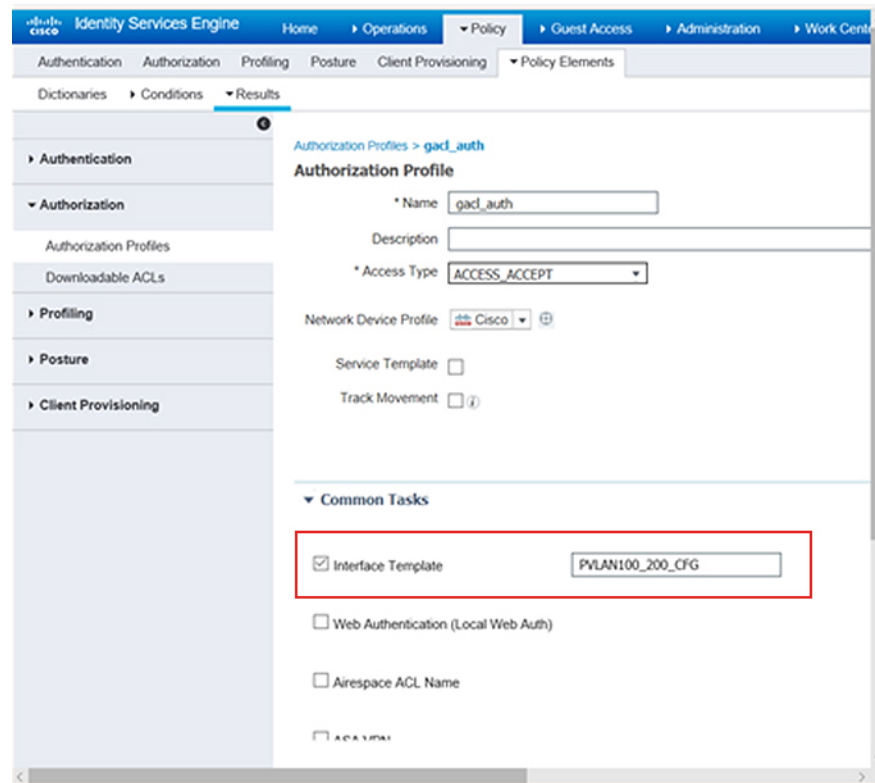 cisco Identity Services Engine Home Operations Policy Guest Access Administration Work Cente
Authentication Authorization Profiling Posture Client Provisioning Policy Elements
Dictionaries Conditions Results
Authentication
Authorization
Authorization Profiles
Downloadable ACLs
Profiling
Posture
Client Provisioning
Authorization Profiles > gacl_auth
Authorization Profile
* Name gacl_auth
Description
* Access Type ACCESS_ACCEPT
Network Device Profile Cisco
Service Template
Track Movement i
Common Tasks
Interface Template PVLAN100_200_CFG
Web Authentication (Local Web Auth)
Airespace ACL Name